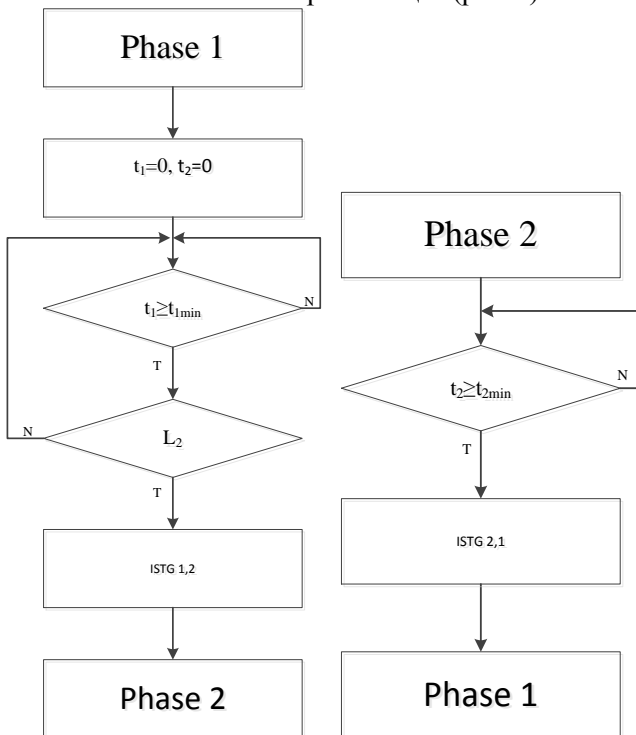 Phase 1
t₁=0, t₂=0
t₁≥t₁min
N
T
L₂
N
T
ISTG 1,2
Phase 2
Phase 2
t₂≥t₂min
N
T
ISTG 2,1
Phase 1